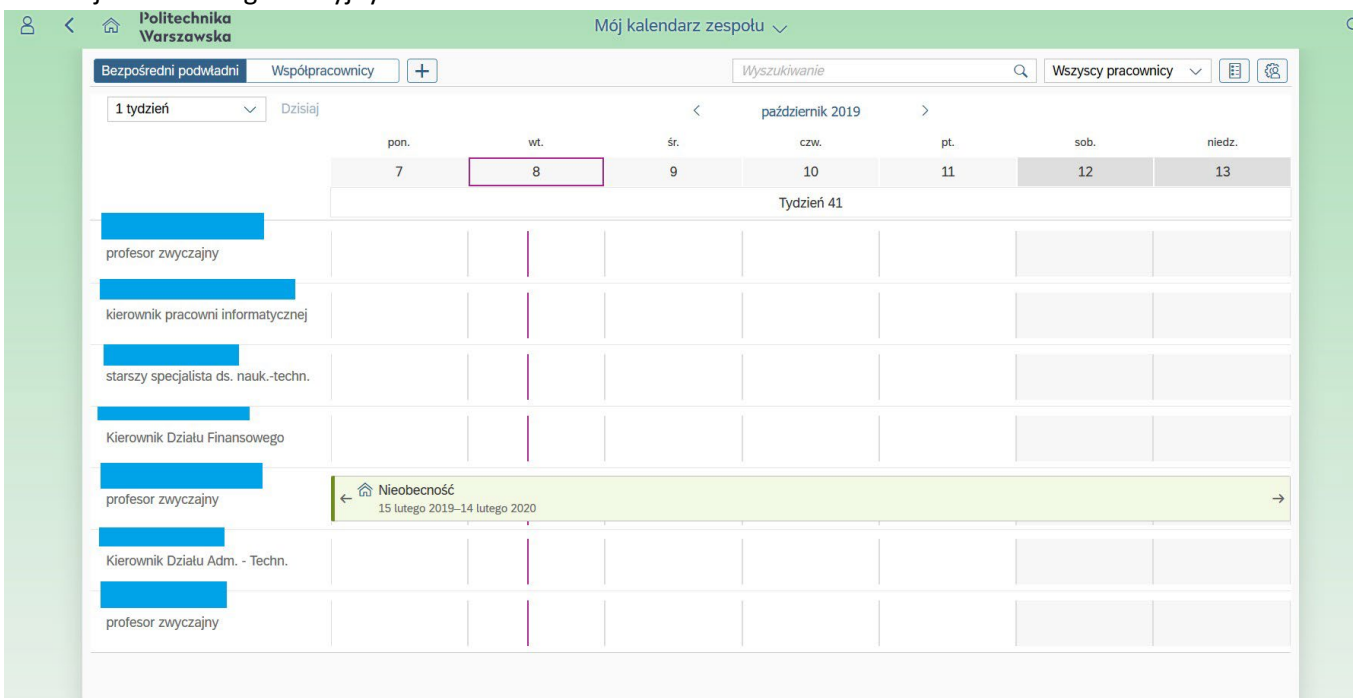 Politechnika
Warszawska
Mój kalendarz zespołu
Bezpośredni podwładni Współpracownicy
Wyszukiwanie
Wszyscy pracownicy
1 tydzień Dzisiaj
październik 2019
pon. wt. śr. czw. pt. sob. niedz.
7 8 9 10 11 12 13
Tydzień 41
profesor zwyczajny
kierownik pracowni informatycznej
starszy specjalista ds. nauk.-techn.
Kierownik Działu Finansowego
profesor zwyczajny
Nieobecność
15 lutego 2019–14 lutego 2020
Kierownik Działu Adm. - Techn.
profesor zwyczajny